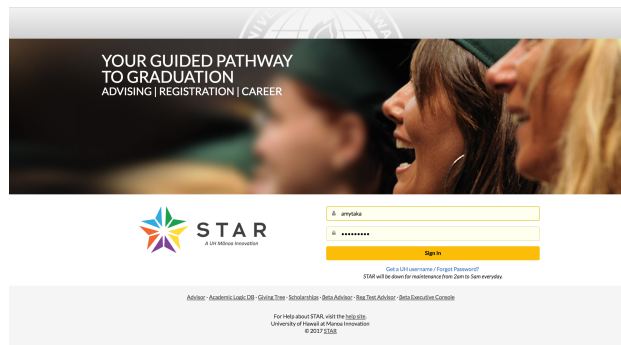 YOUR GUIDED PATHWAY
TO GRADUATION
ADVISING | REGISTRATION | CAREER
STAR
A UH Mānoa Innovation
amytaka
•••••••••
Sign In
Get a UH username / Forgot Password?
STAR will be down for maintenance from 2am to 5am everyday.
Advisor - Academic Logic DB - Giving Tree - Scholarships - Beta Advisor - Reg Test Advisor - Beta Executive Console
For Help about STAR, visit the help site.
University of Hawaii at Manoa Innovation
© 2017 STAR